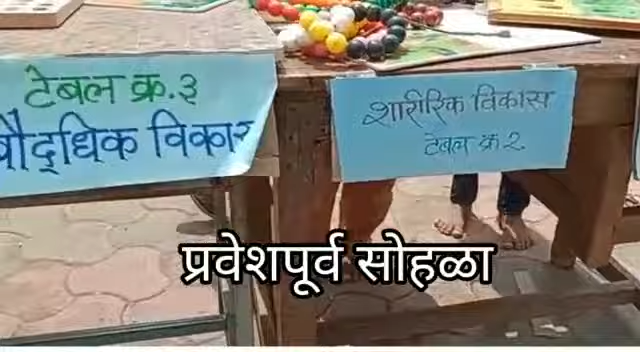 टेबल क्र.३
बौद्धिक विकास
शारीरिक विकास
टेबल क्र २
प्रवेशपूर्व सोहळा